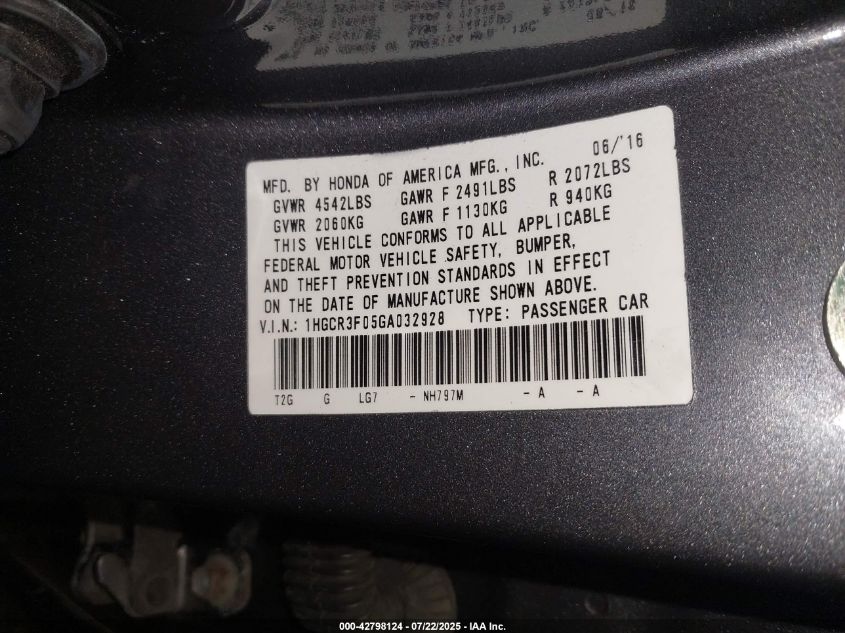 06/'16
MFD. BY HONDA OF AMERICA MFG., INC.
GVWR 4542LBS GAWR F 2491LBS R 2072LBS
GVWR 2060KG GAWR F 1130KG R 940KG
THIS VEHICLE CONFORMS TO ALL APPLICABLE
FEDERAL MOTOR VEHICLE SAFETY, BUMPER,
AND THEFT PREVENTION STANDARDS IN EFFECT
ON THE DATE OF MANUFACTURE SHOWN ABOVE.
V.I.N.: 1HGCR3F05GA032928 TYPE: PASSENGER CAR
T2G G LG7 - NH797M - A - A
000-42798124 - 07/22/2025 - IAA Inc.